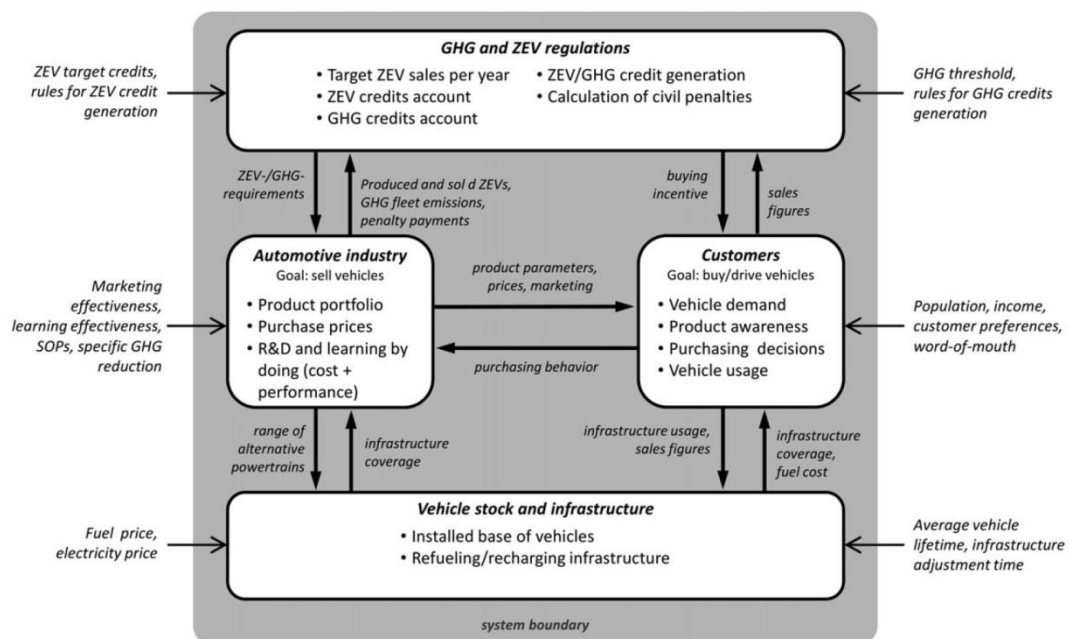 GHG and ZEV regulations
• Target ZEV sales per year
• ZEV credits account
• GHG credits account
• ZEV/GHG credit generation
• Calculation of civil penalties
ZEV target credits,
rules for ZEV credit
generation
GHG threshold,
rules for GHG credits
generation
ZEV-/GHG-
requirements
Produced and sol d ZEVs,
GHG fleet emissions,
penalty payments
buying
incentive
sales
figures
Automotive industry
Goal: sell vehicles
• Product portfolio
• Purchase prices
• R&D and learning by
doing (cost +
performance)
product parameters,
prices, marketing
purchasing behavior
Customers
Goal: buy/drive vehicles
• Vehicle demand
• Product awareness
• Purchasing decisions
• Vehicle usage
Marketing
effectiveness,
learning effectiveness,
SOPs, specific GHG
reduction
Population, income,
customer preferences,
word-of-mouth
range of
alternative
powertrains
infrastructure
coverage
infrastructure usage,
sales figures
infrastructure
coverage,
fuel cost
Vehicle stock and infrastructure
• Installed base of vehicles
• Refueling/recharging infrastructure
Fuel price,
electricity price
Average vehicle
lifetime, infrastructure
adjustment time
system boundary